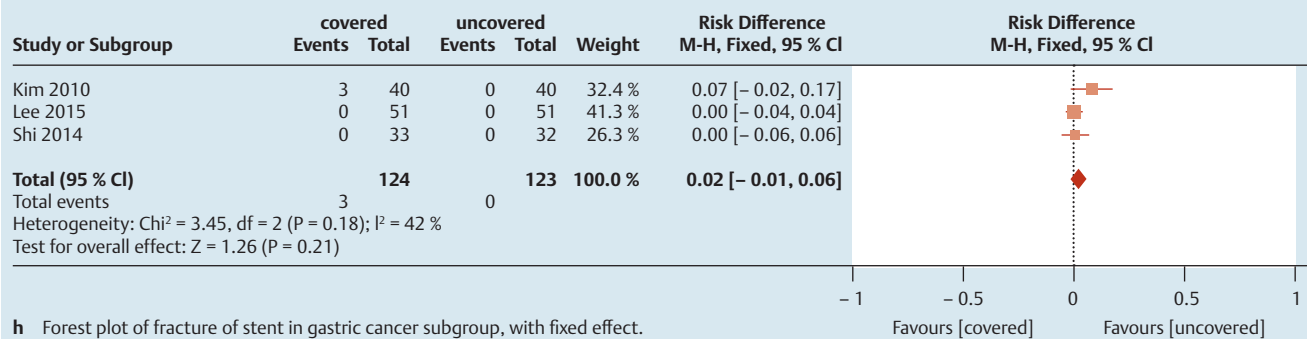 covered uncovered Risk Difference Risk Difference
Study or Subgroup Events Total Events Total Weight M-H, Fixed, 95 % Cl M-H, Fixed, 95 % Cl
Kim 2010 3 40 0 40 32.4 % 0.07 [– 0.02, 0.17]
Lee 2015 0 51 0 51 41.3 % 0.00 [– 0.04, 0.04]
Shi 2014 0 33 0 32 26.3 % 0.00 [– 0.06, 0.06]
Total (95 % Cl) 124 123 100.0 % 0.02 [– 0.01, 0.06]
Total events 3 0
Heterogeneity: Chi² = 3.45, df = 2 (P = 0.18); l² = 42 %
Test for overall effect: Z = 1.26 (P = 0.21)
– 1 – 0.5 0 0.5 1
h Forest plot of fracture of stent in gastric cancer subgroup, with fixed effect. Favours [covered] Favours [uncovered]